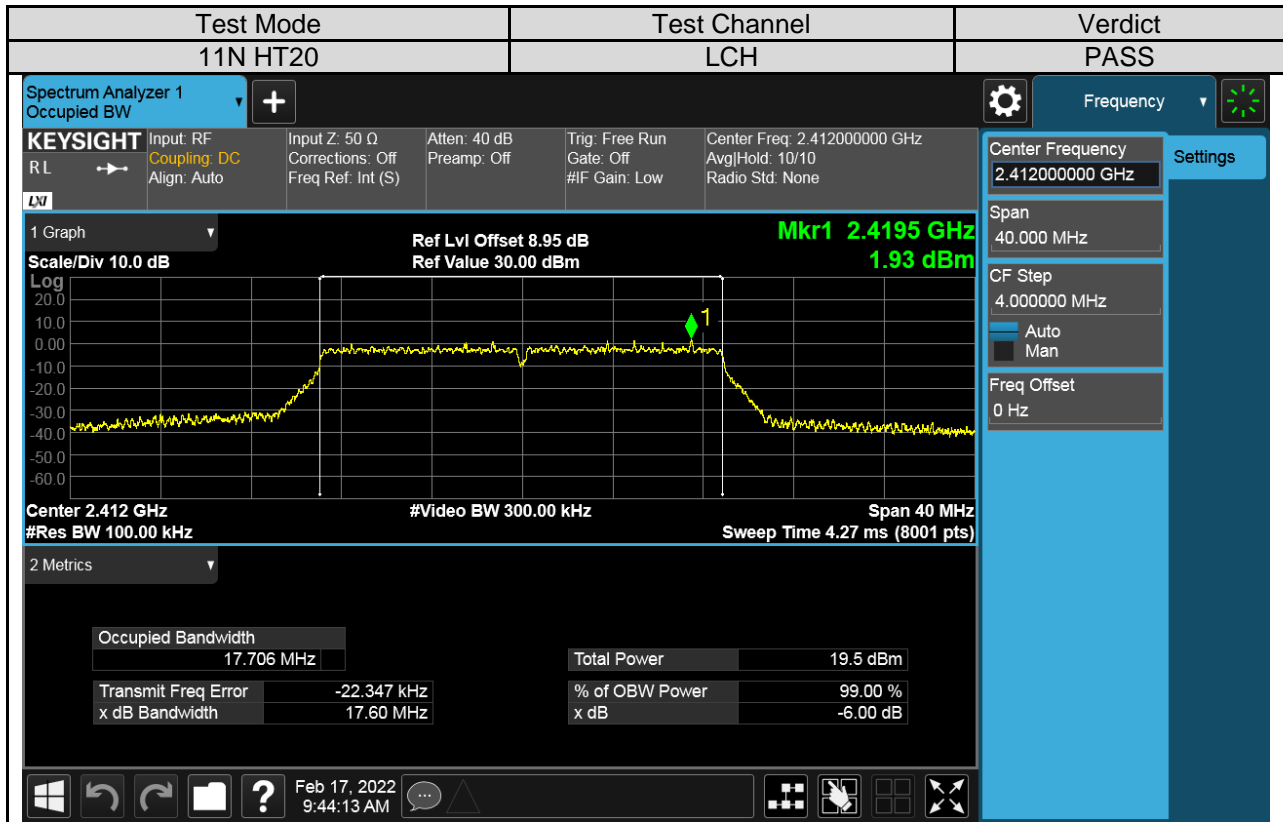 Test Mode Test Channel Verdict
11N HT20 LCH PASS
Spectrum Analyzer 1
Occupied BW
+
Frequency
KEYSIGHT
RL
LXI
Input: RF
Coupling: DC
Align: Auto
Input Z: 50 Ω
Corrections: Off
Freq Ref: Int (S)
Atten: 40 dB
Preamp: Off
Trig: Free Run
Gate: Off
#IF Gain: Low
Center Freq: 2.412000000 GHz
Avg|Hold: 10/10
Radio Std: None
Center Frequency
2.412000000 GHz
Settings
Span
40.000 MHz
CF Step
4.000000 MHz
Auto
Man
Freq Offset
0 Hz
1 Graph
Scale/Div 10.0 dB
Ref Lvl Offset 8.95 dB
Ref Value 30.00 dBm
Mkr1 2.4195 GHz
1.93 dBm
Log
20.0
10.0
0.00
-10.0
-20.0
-30.0
-40.0
-50.0
-60.0
1
Center 2.412 GHz #Video BW 300.00 kHz Span 40 MHz
#Res BW 100.00 kHz Sweep Time 4.27 ms (8001 pts)
2 Metrics
Occupied Bandwidth
17.706 MHz
Total Power 19.5 dBm
Transmit Freq Error -22.347 kHz % of OBW Power 99.00 %
x dB Bandwidth 17.60 MHz x dB -6.00 dB
?
Feb 17, 2022
9:44:13 AM